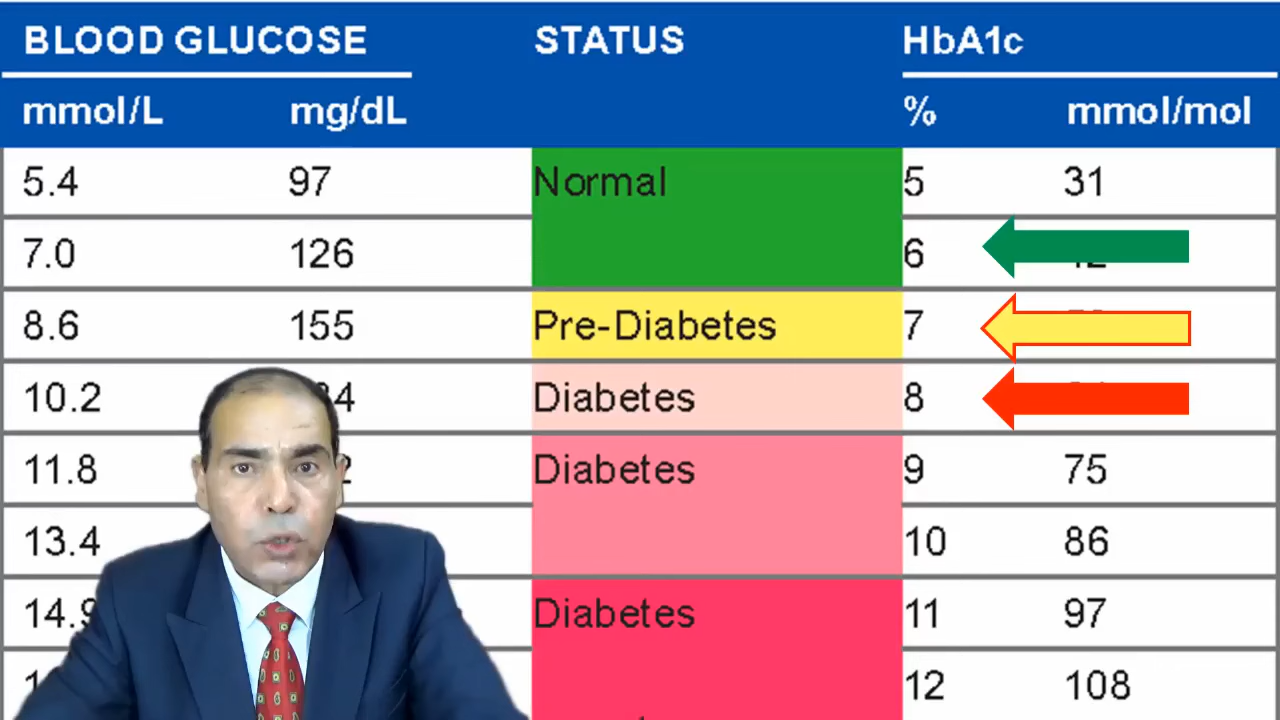 BLOOD GLUCOSE STATUS HbA1c
mmol/L mg/dL % mmol/mol
5.4 97 Normal 5 31
7.0 126 6
8.6 155 Pre-Diabetes 7
10.2 Diabetes 8
11.8 Diabetes 9 75
13.4 10 86
14.9 Diabetes 11 97
12 108